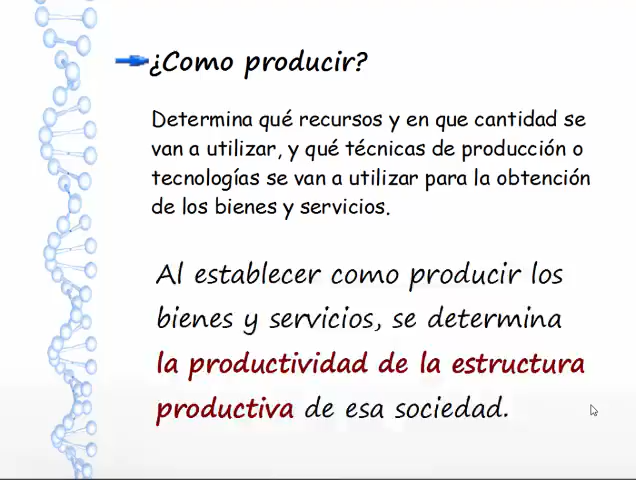 ¿Como producir?
Determina qué recursos y en que cantidad se
van a utilizar, y qué técnicas de producción o
tecnologías se van a utilizar para la obtención
de los bienes y servicios.
Al establecer como producir los
bienes y servicios, se determina
la productividad de la estructura
productiva de esa sociedad.